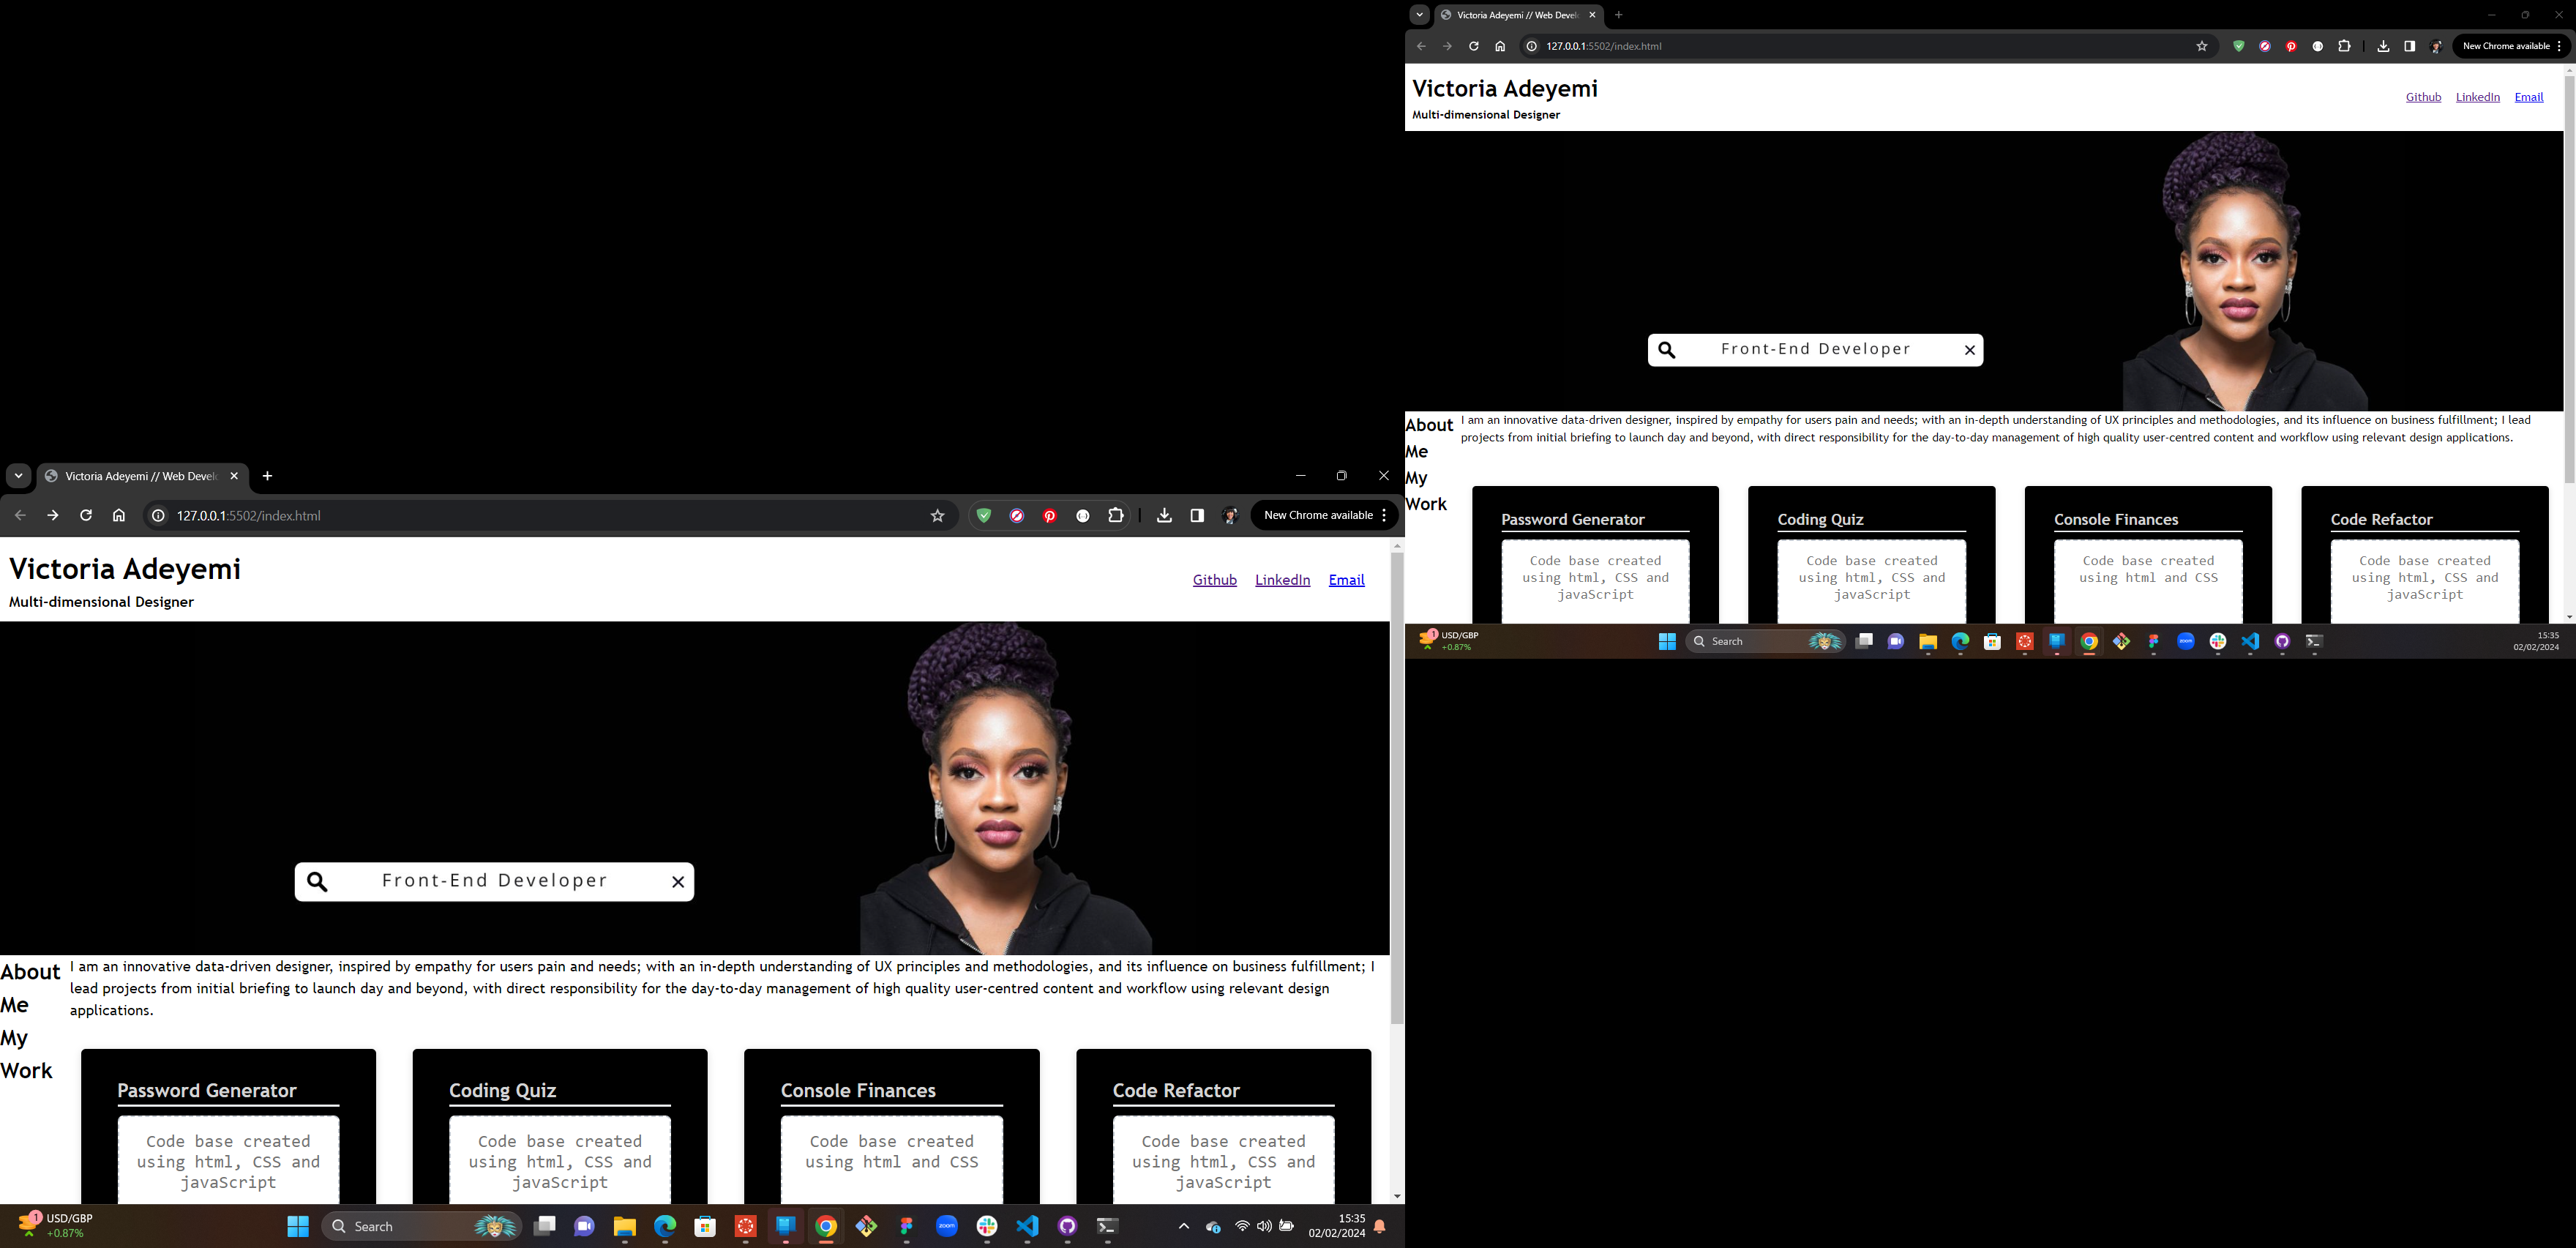 Victoria Adeyemi // Web Devel
127.0.0.1:5502/index.html
New Chrome available
Victoria Adeyemi
Multi-dimensional Designer
Github LinkedIn Email
Front-End Developer
About
Me
My
Work
I am an innovative data-driven designer, inspired by empathy for users pain and needs; with an in-depth understanding of UX principles and methodologies, and its influence on business fulfillment; I lead
projects from initial briefing to launch day and beyond, with direct responsibility for the day-to-day management of high quality user-centred content and workflow using relevant design applications.
Password Generator
Code base created
using html, CSS and
javaScript
Coding Quiz
Code base created
using html, CSS and
javaScript
Console Finances
Code base created
using html and CSS
Code Refactor
Code base created
using html, CSS and
javaScript
1
USD/GBP
+0.87%
Search
zoom
15:35
02/02/2024
Victoria Adeyemi // Web Devel
127.0.0.1:5502/index.html
New Chrome available
Victoria Adeyemi
Multi-dimensional Designer
Github LinkedIn Email
Front-End Developer
About
Me
My
Work
I am an innovative data-driven designer, inspired by empathy for users pain and needs; with an in-depth understanding of UX principles and methodologies, and its influence on business fulfillment; I
lead projects from initial briefing to launch day and beyond, with direct responsibility for the day-to-day management of high quality user-centred content and workflow using relevant design
applications.
Password Generator
Code base created
using html, CSS and
javaScript
Coding Quiz
Code base created
using html, CSS and
javaScript
Console Finances
Code base created
using html and CSS
Code Refactor
Code base created
using html, CSS and
javaScript
1
USD/GBP
+0.87%
Search
zoom
15:35
02/02/2024